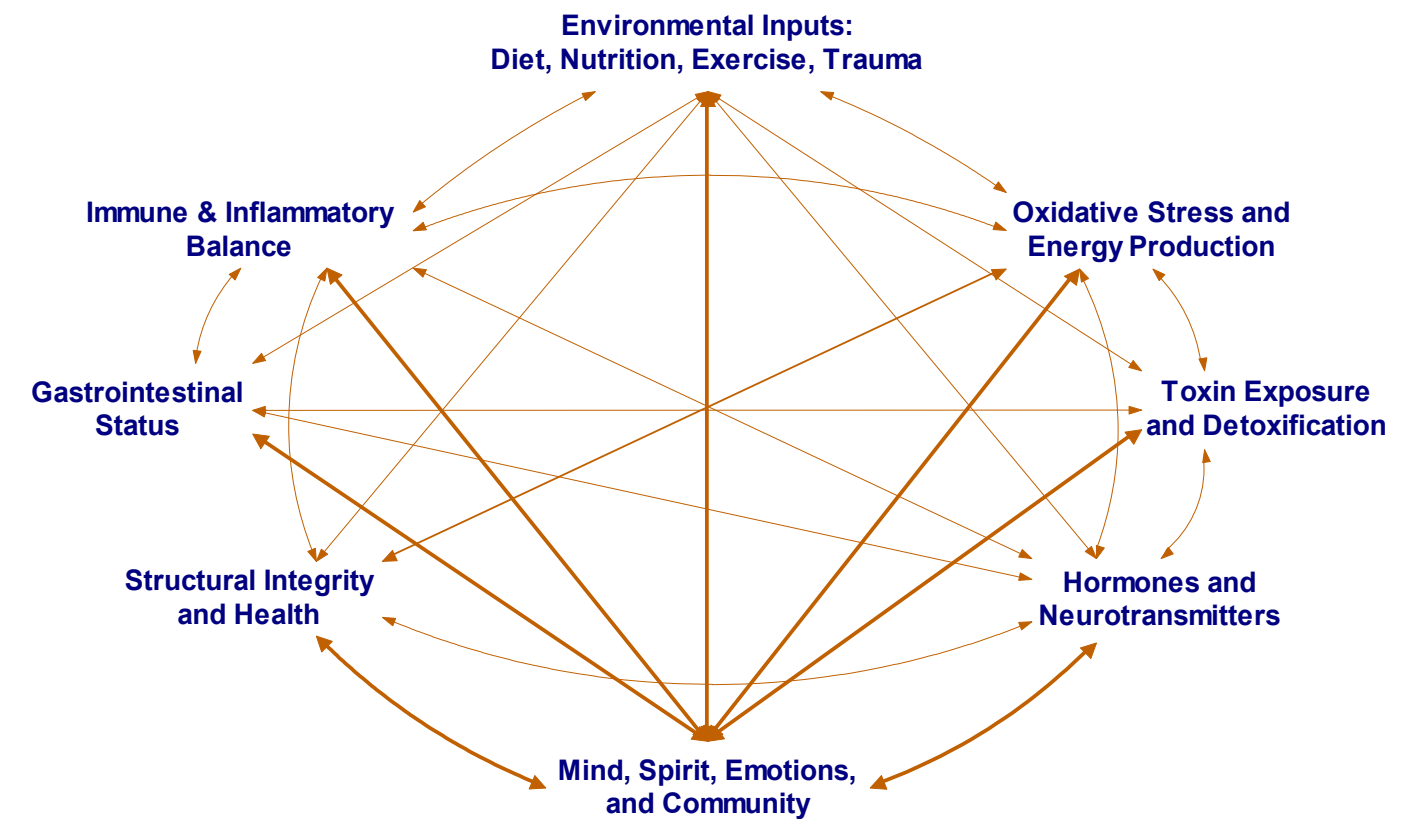 Environmental Inputs:
Diet, Nutrition, Exercise, Trauma
Immune & Inflammatory
Balance
Oxidative Stress and
Energy Production
Gastrointestinal
Status
Toxin Exposure
and Detoxification
Structural Integrity
and Health
Hormones and
Neurotransmitters
Mind, Spirit, Emotions,
and Community